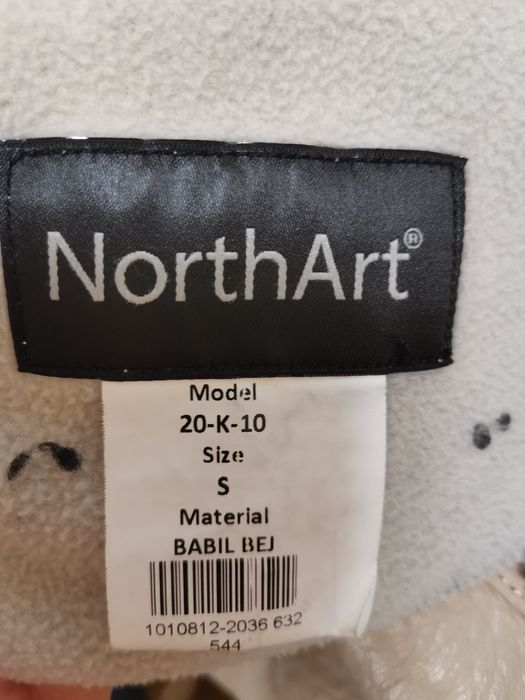 NorthArt®
Model
20-K-10
Size
S
Material
BABIL BEJ
1010812-2036 632
544